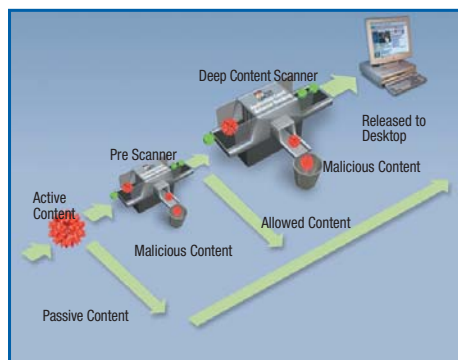 Deep Content Scanner
Released to
Desktop
Pre Scanner
Malicious Content
Active
Content
Allowed Content
Malicious Content
Passive Content